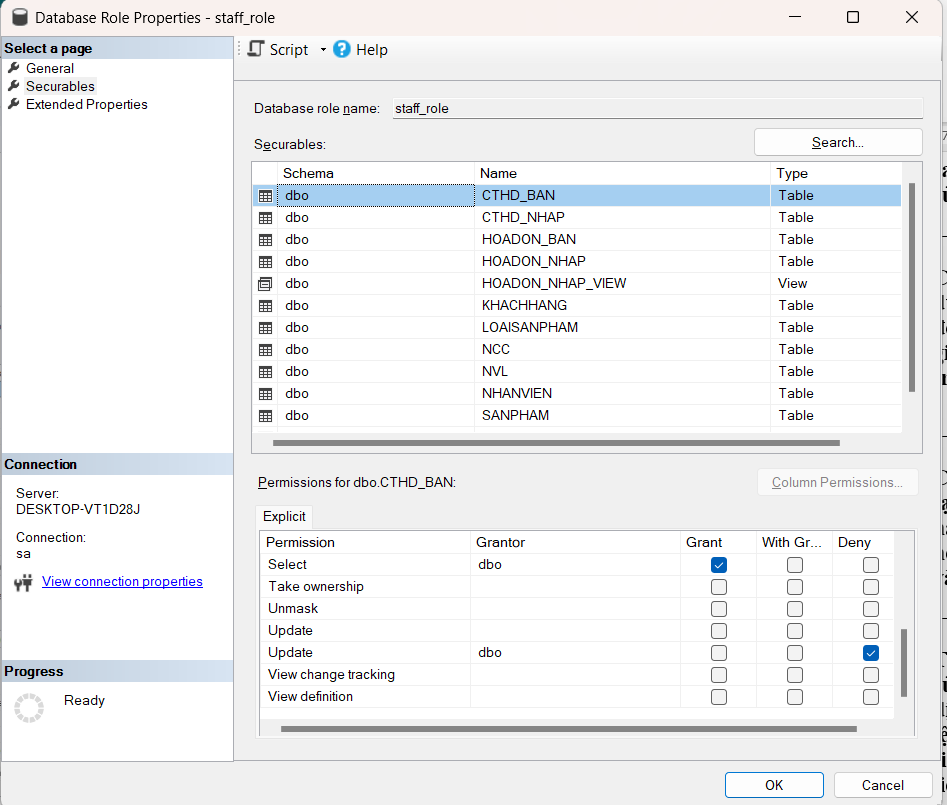 Database Role Properties - staff_role
Select a page
General
Securables
Extended Properties
Script
Help
Database role name: staff_role
Securables:
Search...
Schema Name Type
dbo CTHD_BAN Table
dbo CTHD_NHAP Table
dbo HOADON_BAN Table
dbo HOADON_NHAP Table
dbo HOADON_NHAP_VIEW View
dbo KHACHHANG Table
dbo LOAISANPHAM Table
dbo NCC Table
dbo NVL Table
dbo NHANVIEN Table
dbo SANPHAM Table
Connection
Server:
DESKTOP-VT1D28J
Connection:
sa
View connection properties
Progress
Ready
Permissions for dbo.CTHD_BAN:
Column Permissions...
Explicit
Permission Grantor Grant With Gr... Deny
Select dbo
Take ownership
Unmask
Update
Update dbo
View change tracking
View definition
OK Cancel